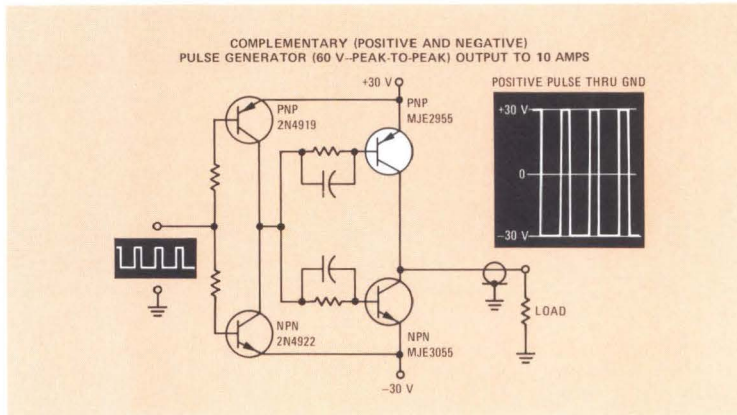 COMPLEMENTARY (POSITIVE AND NEGATIVE)
PULSE GENERATOR (60 V–PEAK-TO-PEAK) OUTPUT TO 10 AMPS
+30 V
PNP
2N4919
PNP
MJE2955
POSITIVE PULSE THRU GND
+30 V
0
−30 V
LOAD
NPN
2N4922
NPN
MJE3055
−30 V